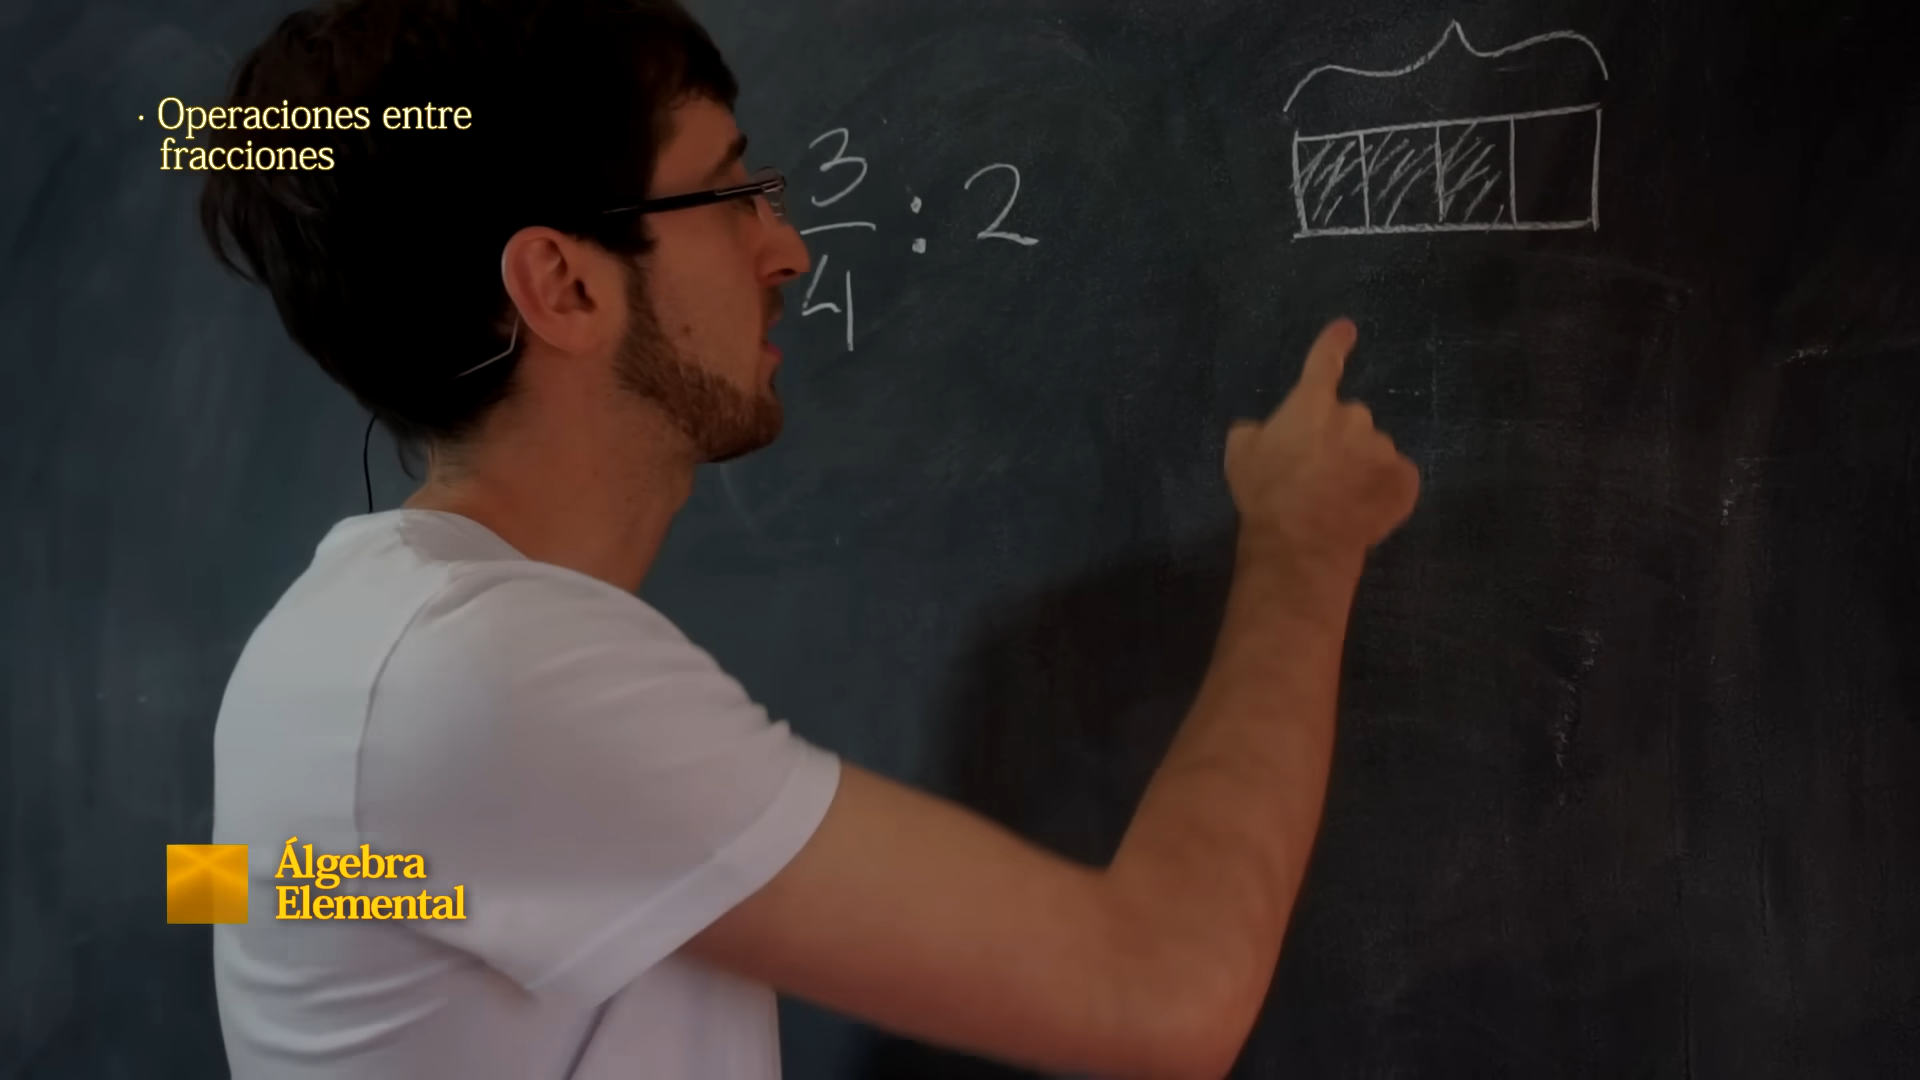 · Operaciones entre
fracciones
3
4
: 2
Álgebra
Elemental